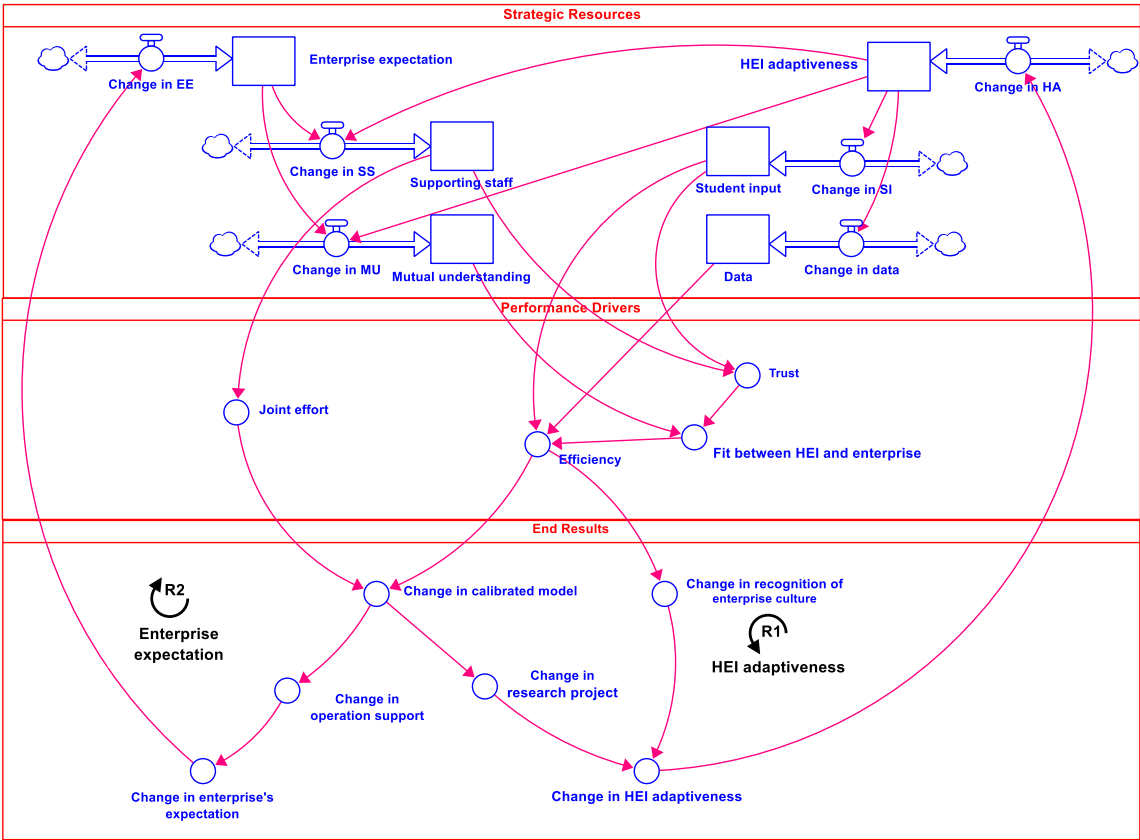 Strategic Resources
Enterprise expectation
HEI adaptiveness
Change in EE
Change in HA
Change in SS
Supporting staff
Student input
Change in SI
Change in MU
Mutual understanding
Data
Change in data
Performance Drivers
Trust
Joint effort
Efficiency
Fit between HEI and enterprise
End Results
R2
Enterprise
expectation
Change in calibrated model
Change in recognition of
enterprise culture
R1
HEI adaptiveness
Change in
operation support
Change in
research project
Change in enterprise's
expectation
Change in HEI adaptiveness